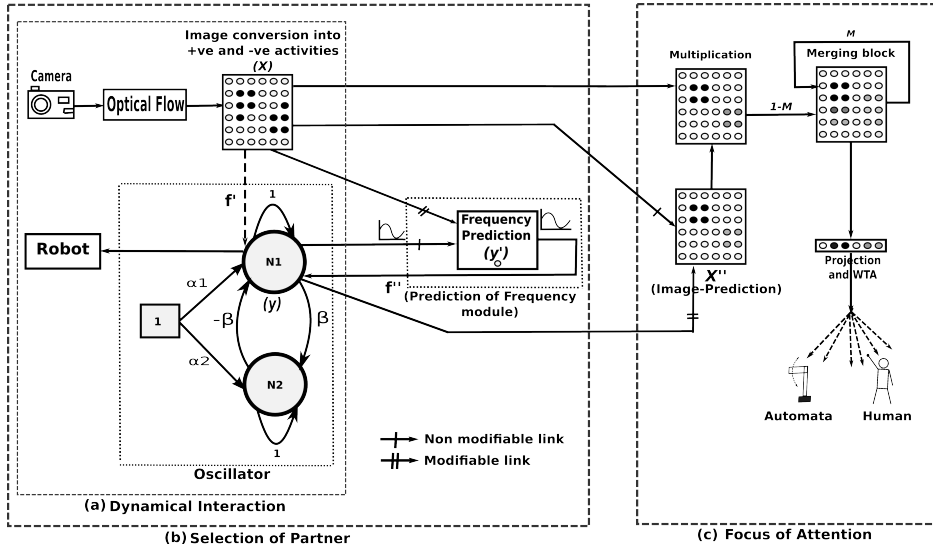 Image conversion into
+ve and -ve activities
(X)
Camera
Optical Flow
f'
1
Robot
N1
(y)
α1
1
-β
β
α2
N2
1
Oscillator
(a) Dynamical Interaction
Frequency
Prediction
(y')
f''
(Prediction of Frequency
module)
Non modifiable link
Modifiable link
(b) Selection of Partner
Multiplication
M
Merging block
1-M
X''
(Image-Prediction)
Projection
and WTA
Automata
Human
(c) Focus of Attention